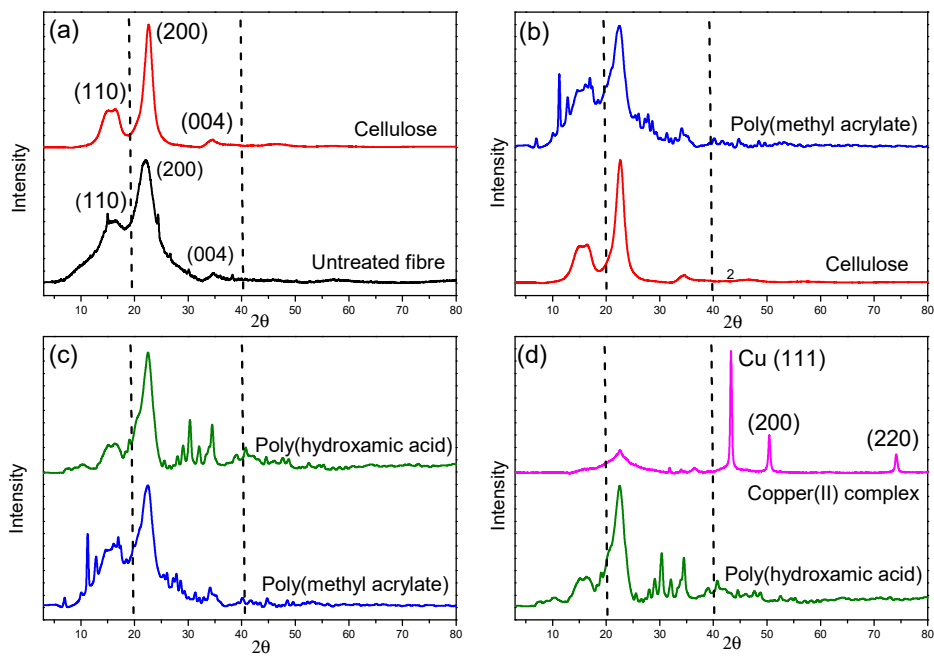 (a)
(200)
(110)
(004)
Cellulose
(200)
(110)
(004)
Untreated fibre
Intensity
10 20 30 40 50 60 70 80
2θ
(b)
Poly(methyl acrylate)
2
Cellulose
Intensity
10 20 30 40 50 60 70 80
2θ
(c)
Poly(hydroxamic acid)
Poly(methyl acrylate)
Intensity
10 20 30 40 50 60 70 80
2θ
(d)
Cu (111)
(200)
(220)
Copper(II) complex
Poly(hydroxamic acid)
Intensity
10 20 30 40 50 60 70 80
2θ